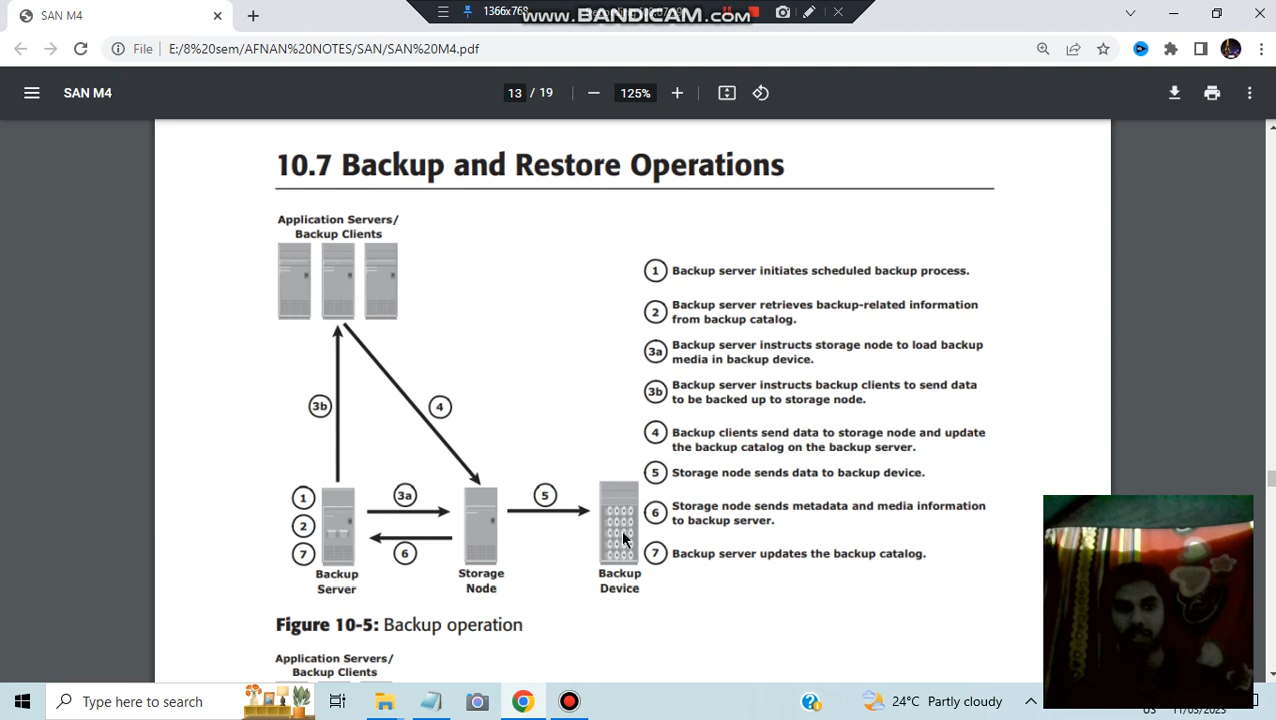 SAN M4
1366x768
www.BANDICAM.com
File
E:/8%20sem/AFNAN%20NOTES/SAN/SAN%20M4.pdf
SAN M4
13 / 19
125%
10.7 Backup and Restore Operations
Application Servers/
Backup Clients
3b
4
1
2
7
3a
6
5
Backup
Server
Storage
Node
Backup
Device
1 Backup server initiates scheduled backup process.
2 Backup server retrieves backup-related information
from backup catalog.
3a Backup server instructs storage node to load backup
media in backup device.
3b Backup server instructs backup clients to send data
to be backed up to storage node.
4 Backup clients send data to storage node and update
the backup catalog on the backup server.
5 Storage node sends data to backup device.
6 Storage node sends metadata and media information
to backup server.
7 Backup server updates the backup catalog.
Figure 10-5: Backup operation
Application Servers/
Backup Clients
Type here to search
24°C Partly cloudy